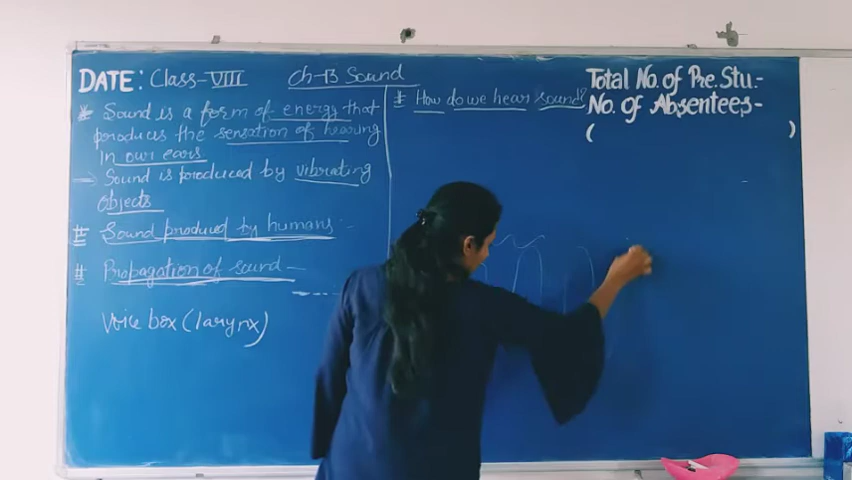 DATE: Class-VIII
Ch-13 Sound
* Sound is a form of energy that
produces the sensation of hearing
in our ears
→ Sound is produced by vibrating
objects
# Sound produced by humans:-
# Propagation of sound-
Voice box (larynx)
# How do we hear sound?
Total No. of Pre. Stu:-
No. of Absentees-
( )